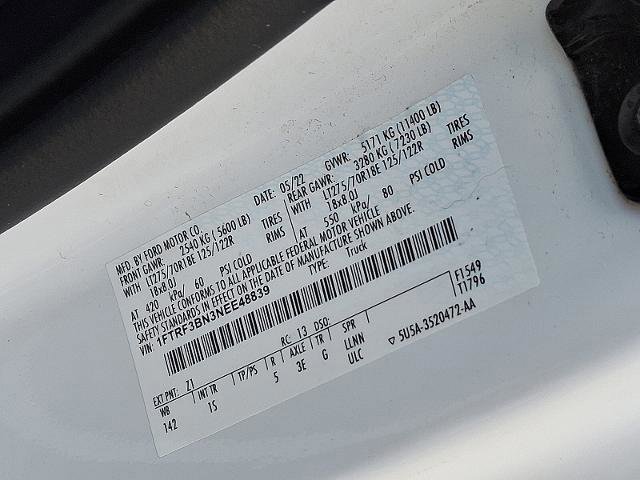 MFD. BY FORD MOTOR CO.
DATE: 05/22 GVWR: 5171 KG (11400 LB)
FRONT GAWR: 2540 KG (5600 LB) REAR GAWR: 3280 KG (7230 LB)
WITH LT275/70R18E 125/122R TIRES WITH LT275/70R18E 125/122R TIRES
18x8.0J RIMS 18x8.0J RIMS
AT 420 kPa/ 60 PSI COLD AT 550 kPa/ 80 PSI COLD
THIS VEHICLE CONFORMS TO ALL APPLICABLE FEDERAL MOTOR VEHICLE
SAFETY STANDARDS IN EFFECT ON THE DATE OF MANUFACTURE SHOWN ABOVE.
VIN: 1FTRF3BN3NEE48839 TYPE: Truck
F1549
T1796
EXT PNT: Z1 RC: 13 DSO:
WB INT TR TP/PS R AXLE TR SPR
142 1S 5 3E G LLNN
ULC
5U5A-3520472-AA